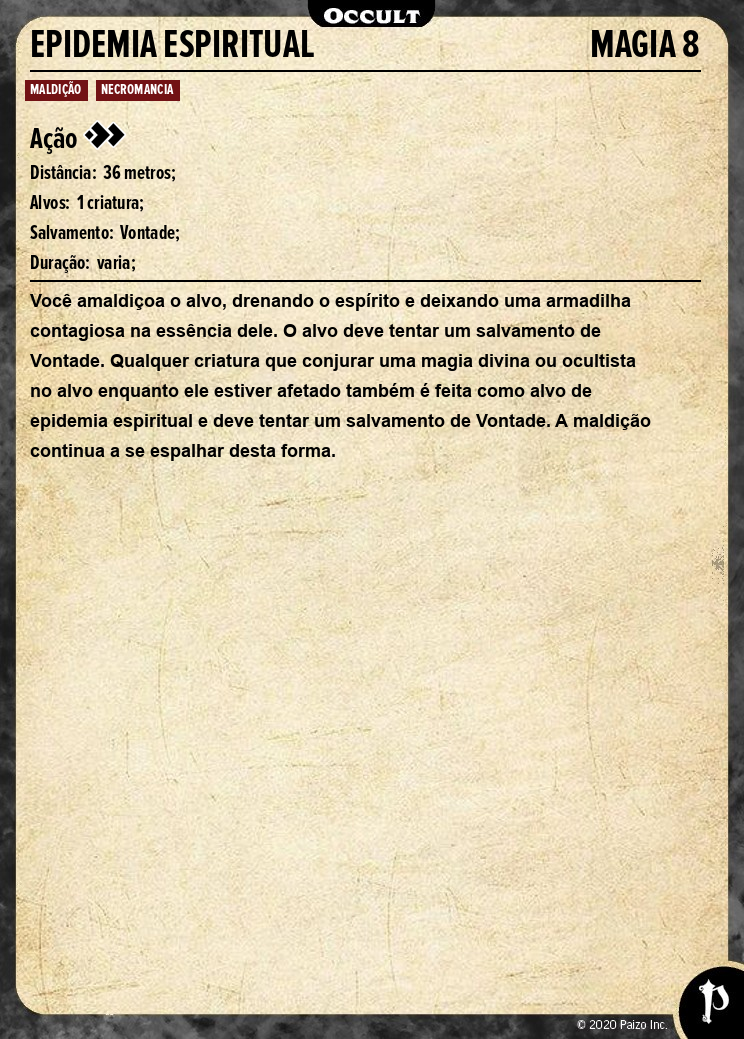 OCCULT
EPIDEMIA ESPIRITUAL MAGIA 8
MALDIÇÃO NECROMANCIA
Ação
Distância: 36 metros;
Alvos: 1 criatura;
Salvamento: Vontade;
Duração: varia;
Você amaldiçoa o alvo, drenando o espírito e deixando uma armadilha
contagiosa na essência dele. O alvo deve tentar um salvamento de
Vontade. Qualquer criatura que conjurar uma magia divina ou ocultista
no alvo enquanto ele estiver afetado também é feita como alvo de
epidemia espiritual e deve tentar um salvamento de Vontade. A maldição
continua a se espalhar desta forma.
© 2020 Paizo Inc.
P